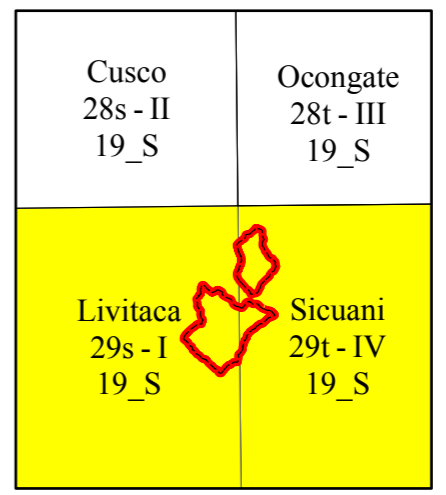 Cusco
28s - II
19_S
Ocongate
28t - III
19_S
Livitaca
29s - I
19_S
Sicuani
29t - IV
19_S